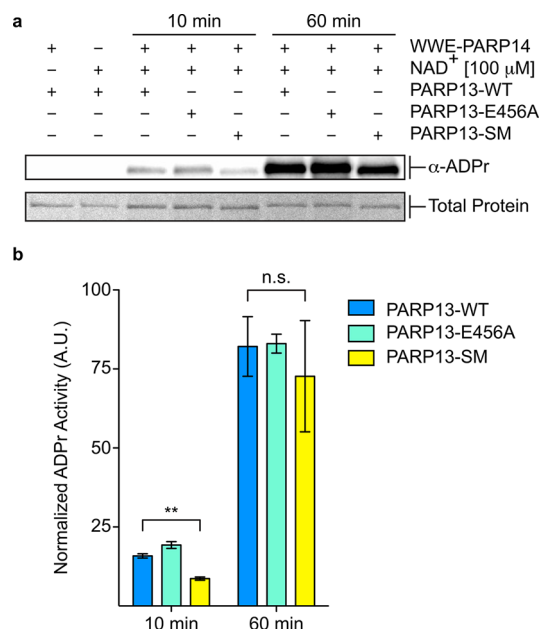 a
10 min 60 min
+ – + + + + + + WWE-PARP14
– + + + + + + + NAD+ [100 μM]
+ + + – – + – – PARP13-WT
– – – + – – + – PARP13-E456A
– – – – + – – + PARP13-SM
α-ADPr
Total Protein
b
n.s.
100
75
50
25
**
Normalized ADPr Activity (A.U.)
PARP13-WT
PARP13-E456A
PARP13-SM
10 min 60 min